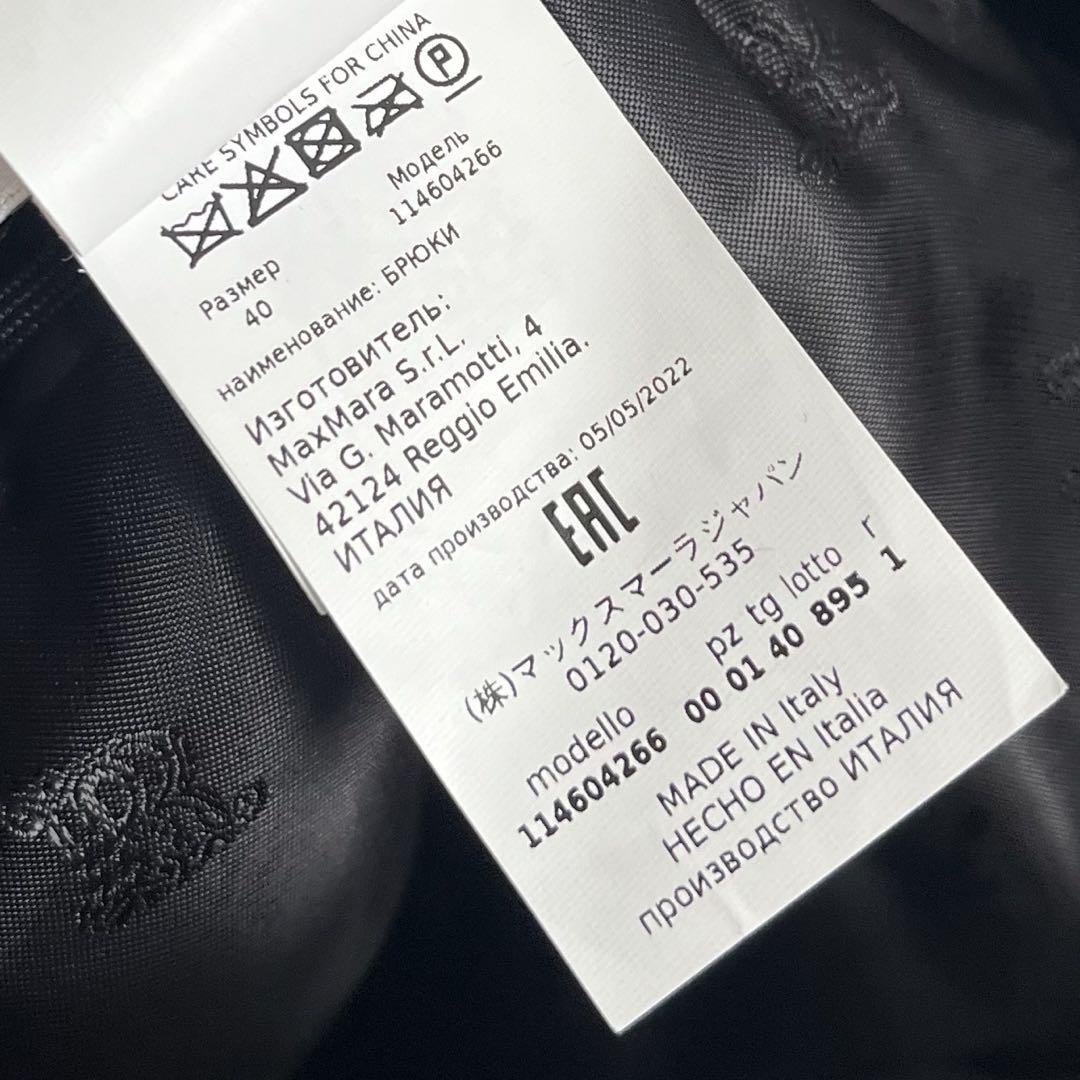 CARE SYMBOLS FOR CHINA
P
Размер
40
Модель
114604266
наименование: БРЮКИ
Изготовитель:
MaxMara S.r.L.
Via G. Maramotti, 4
42124 Reggio Emilia.
ИТАЛИЯ
дата производства: 05/05/2022
EAC
(株)マックスマーラジャパン
0120-030-535
modello pz tg lotto r
114604266 00 01 40 895 1
MADE IN Italy
HECHO EN Italia
производство ИТАЛИЯ